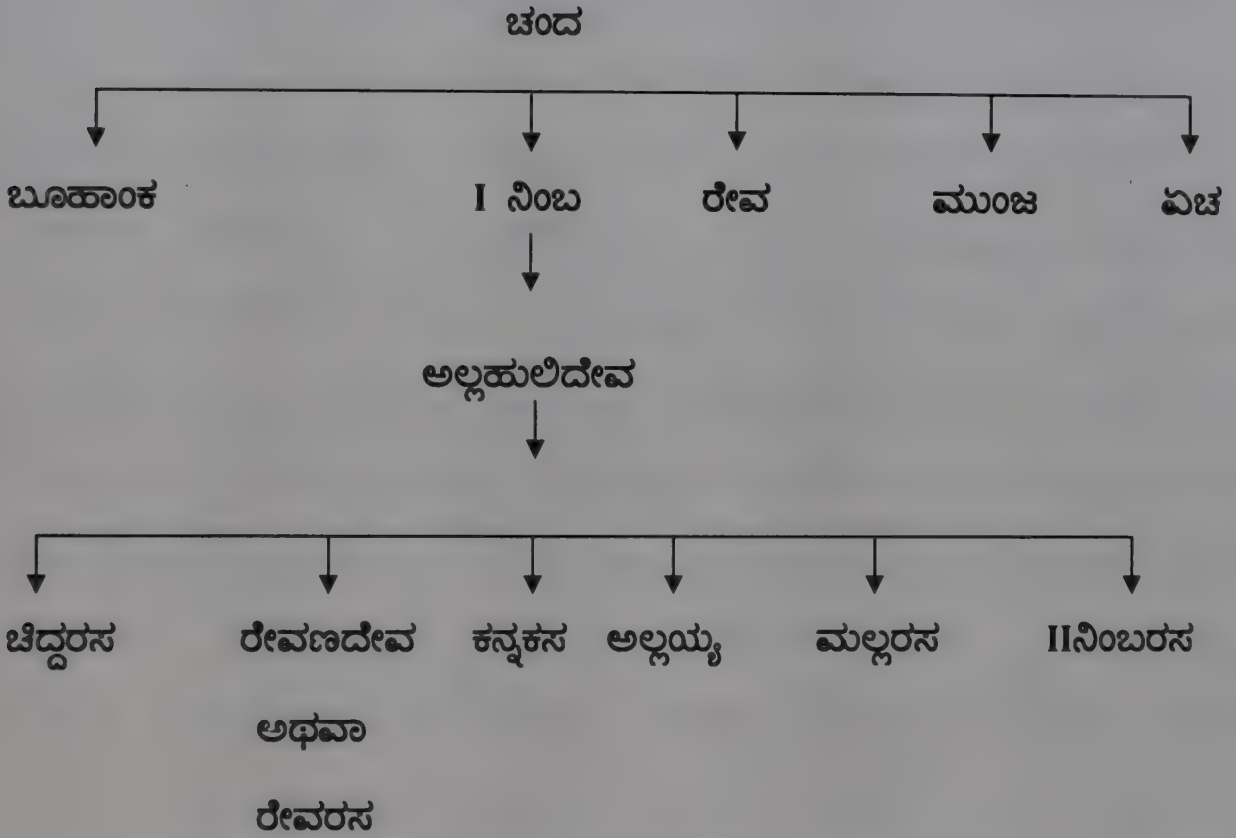 ಚಂದ
ಬೂಹಾಂಕ I ನಿಂಬ ರೇವ ಮುಂಜ ಏಚ
ಅಲ್ಲಹುಲಿದೇವ
ಚಿದ್ದರಸ ರೇವಣದೇವ ಕನ್ನಕಸ ಅಲ್ಲಯ್ಯ ಮಲ್ಲರಸ IIನಿಂಬರಸ
ಅಥವಾ
ರೇವರಸ